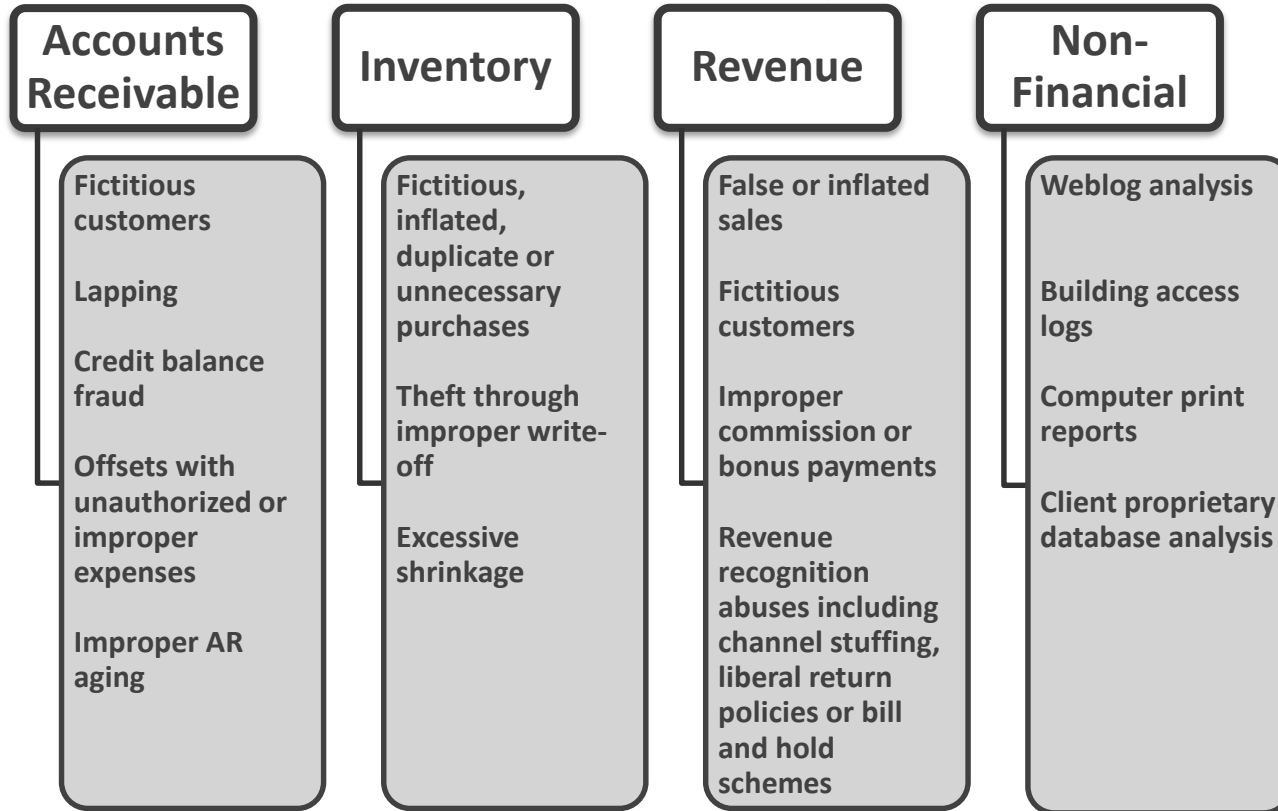 Accounts
Receivable
Fictitious
customers
Lapping
Credit balance
fraud
Offsets with
unauthorized or
improper
expenses
Improper AR
aging
Inventory
Fictitious,
inflated,
duplicate or
unnecessary
purchases
Theft through
improper write-
off
Excessive
shrinkage
Revenue
False or inflated
sales
Fictitious
customers
Improper
commission or
bonus payments
Revenue
recognition
abuses including
channel stuffing,
liberal return
policies or bill
and hold
schemes
Non-
Financial
Weblog analysis
Building access
logs
Computer print
reports
Client proprietary
database analysis